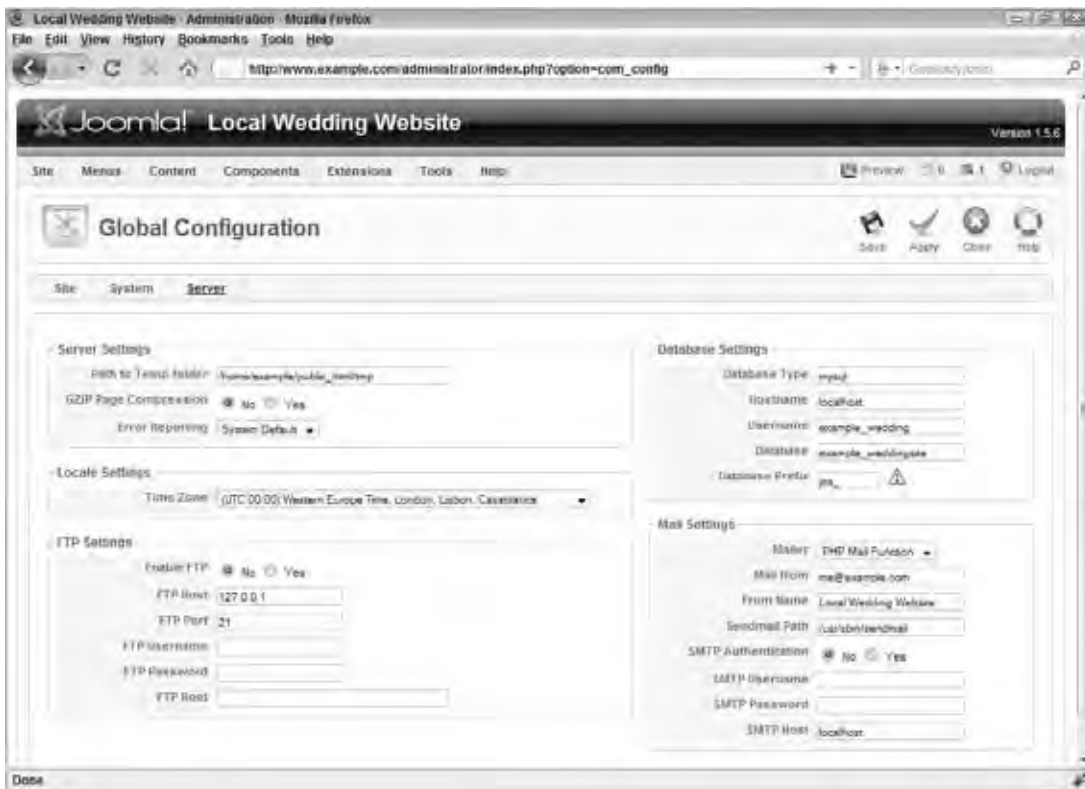 Local Wedding Website - Administration - Mozilla Firefox
File Edit View History Bookmarks Tools Help
http://www.example.com/administrator/index.php?option=com_config
Joomla! Local Wedding Website
Version 1.5.6
Site Menus Content Components Extensions Tools Help
Preview 0 1 Logout
Global Configuration
Save Apply Close Help
Site System Server
Server Settings
Path to Temp-folder /home/example/public_html/tmp
GZIP Page Compression No Yes
Error Reporting System Default
Locale Settings
Time Zone (UTC 00:00) Western Europe Time, London, Lisbon, Casablanca
FTP Settings
Enable FTP No Yes
FTP Host 127.0.0.1
FTP Port 21
FTP Username
FTP Password
FTP Root
Database Settings
Database Type mysql
Hostname localhost
Username example_wedding
Database example_weddingsite
Database Prefix jos_
Mail Settings
Mailer PHP Mail Function
Mail from me@example.com
From Name Local Wedding Website
Sendmail Path /usr/sbin/sendmail
SMTP Authentication No Yes
SMTP Username
SMTP Password
SMTP Host localhost
Done